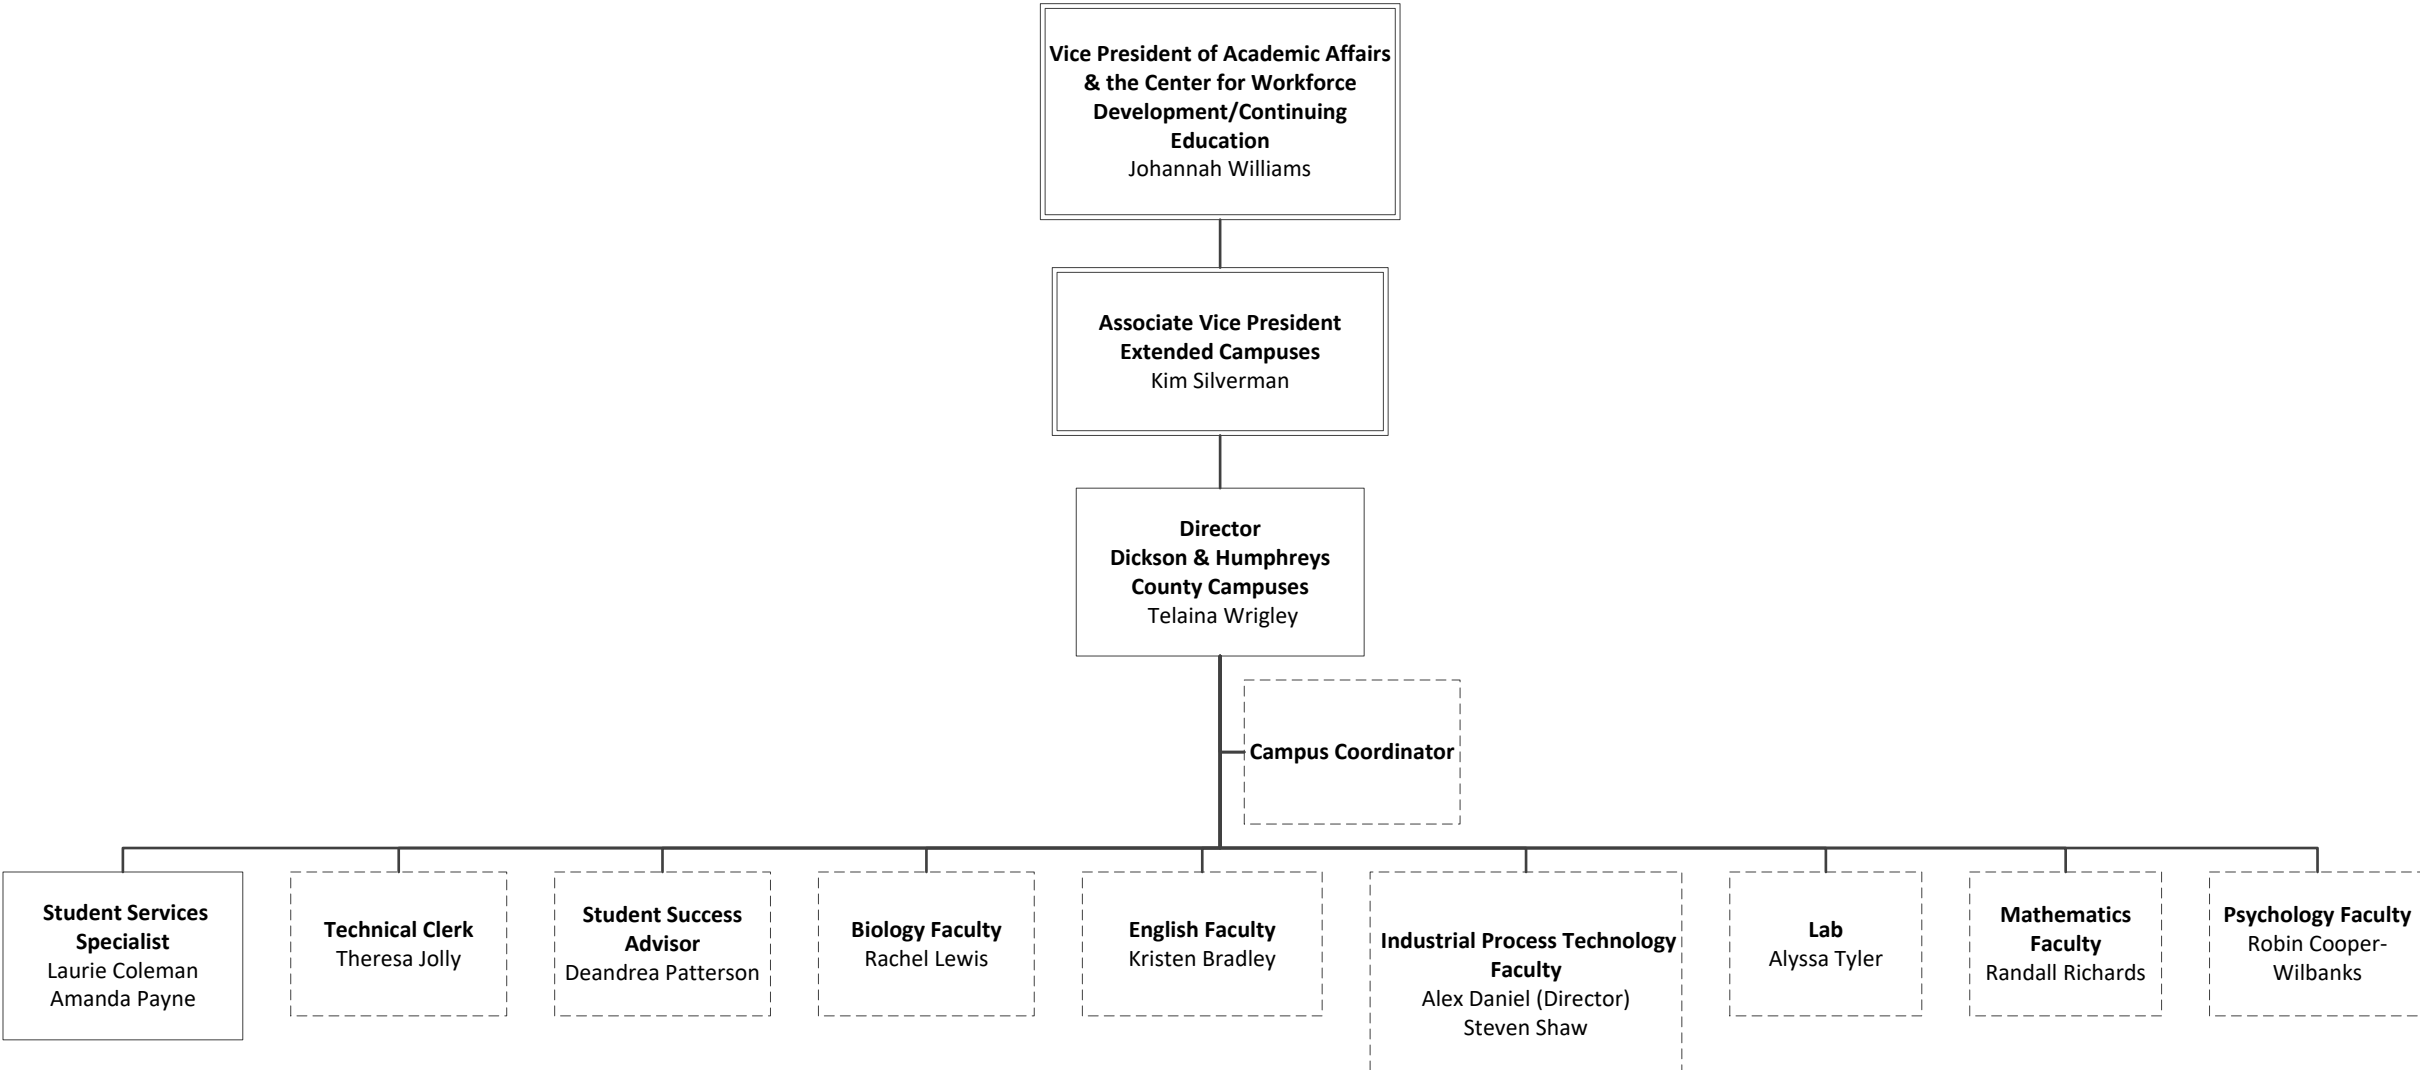 Vice President of Academic Affairs
& the Center for Workforce
Development/Continuing
Education
Johannah Williams
Associate Vice President
Extended Campuses
Kim Silverman
Director
Dickson & Humphreys
County Campuses
Telaina Wrigley
Campus Coordinator
Student Services
Specialist
Laurie Coleman
Amanda Payne
Technical Clerk
Theresa Jolly
Student Success
Advisor
Deandrea Patterson
Biology Faculty
Rachel Lewis
English Faculty
Kristen Bradley
Industrial Process Technology
Faculty
Alex Daniel (Director)
Steven Shaw
Lab
Alyssa Tyler
Mathematics
Faculty
Randall Richards
Psychology Faculty
Robin Cooper-
Wilbanks